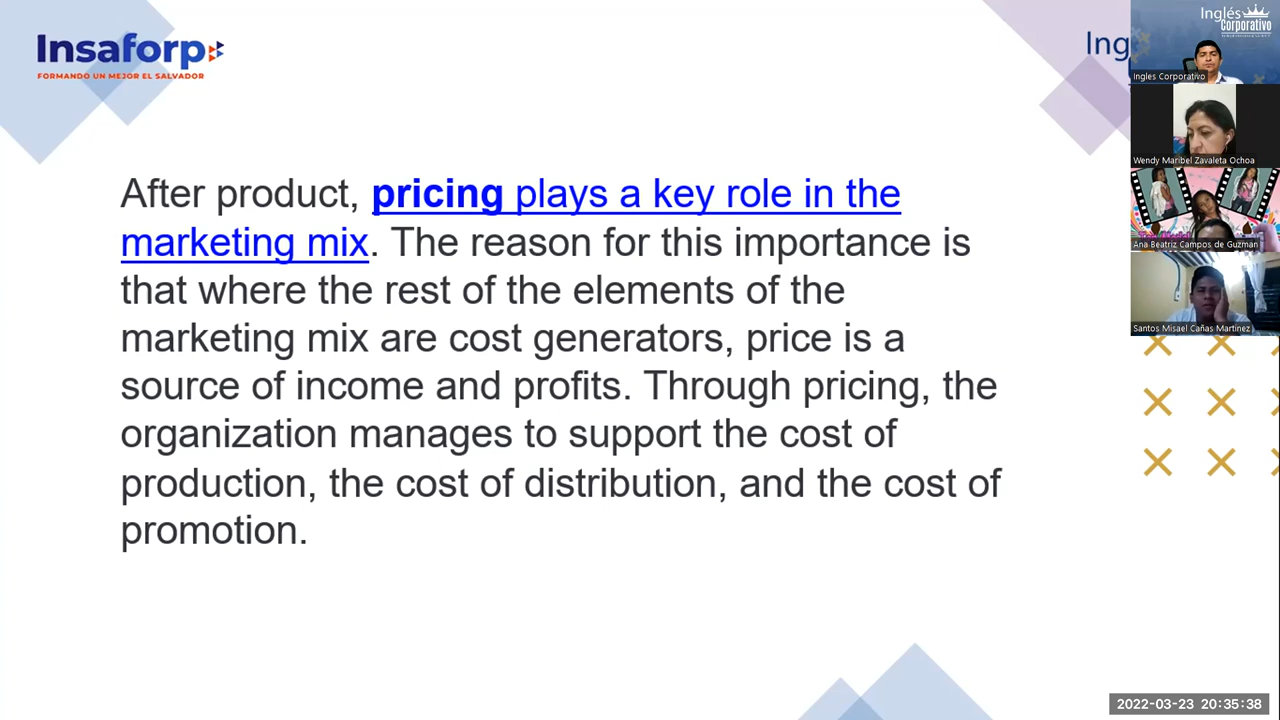 Insaforp
FORMANDO UN MEJOR EL SALVADOR
Ing
Inglés
Corporativo
Ingles Corporativo
Wendy Maribel Zavaleta Ochoa
Ana Beatriz Campos de Guzman
Santos Misael Cañas Martinez
After product, pricing plays a key role in the
marketing mix. The reason for this importance is
that where the rest of the elements of the
marketing mix are cost generators, price is a
source of income and profits. Through pricing, the
organization manages to support the cost of
production, the cost of distribution, and the cost of
promotion.
2022-03-23 20:35:38